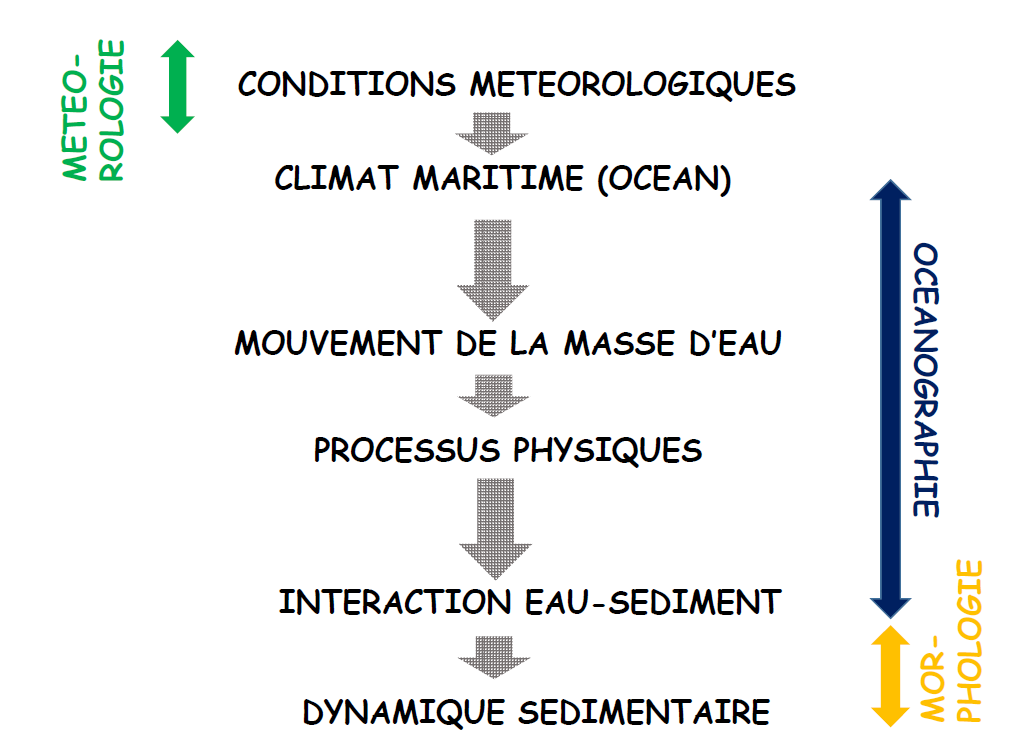 METEO-
ROLOGIE
CONDITIONS METEOROLOGIQUES
CLIMAT MARITIME (OCEAN)
MOUVEMENT DE LA MASSE D'EAU
PROCESSUS PHYSIQUES
OCEANOGRAPHIE
INTERACTION EAU-SEDIMENT
MOR-
PHOLOGIE
DYNAMIQUE SEDIMENTAIRE